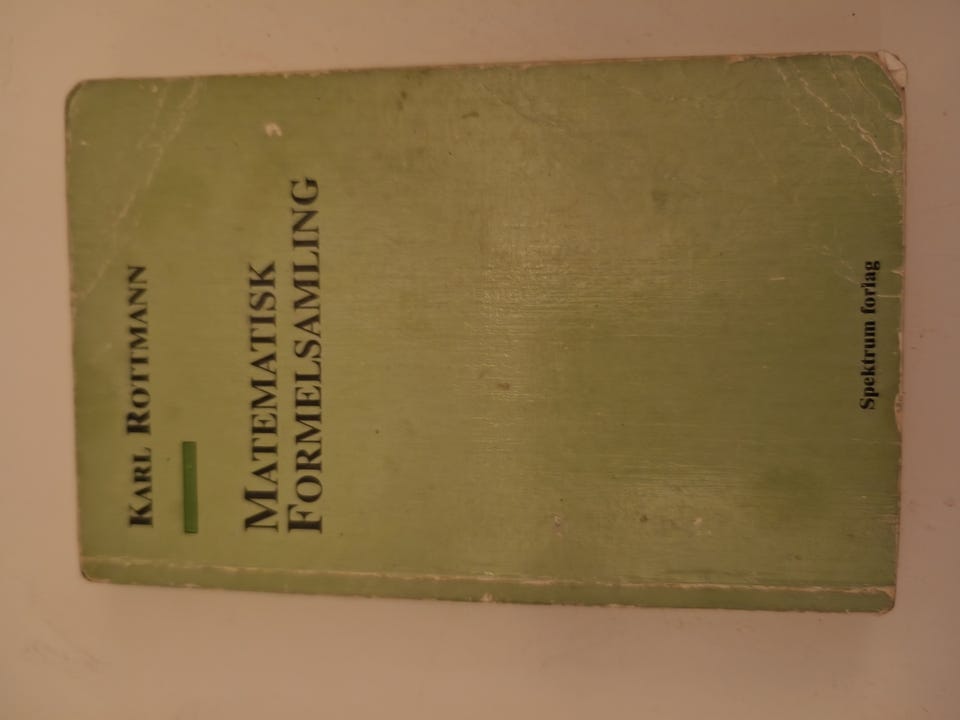 KARL ROTTMANN
MATEMATISK
FORMELSAMLING
Spektrum forlag